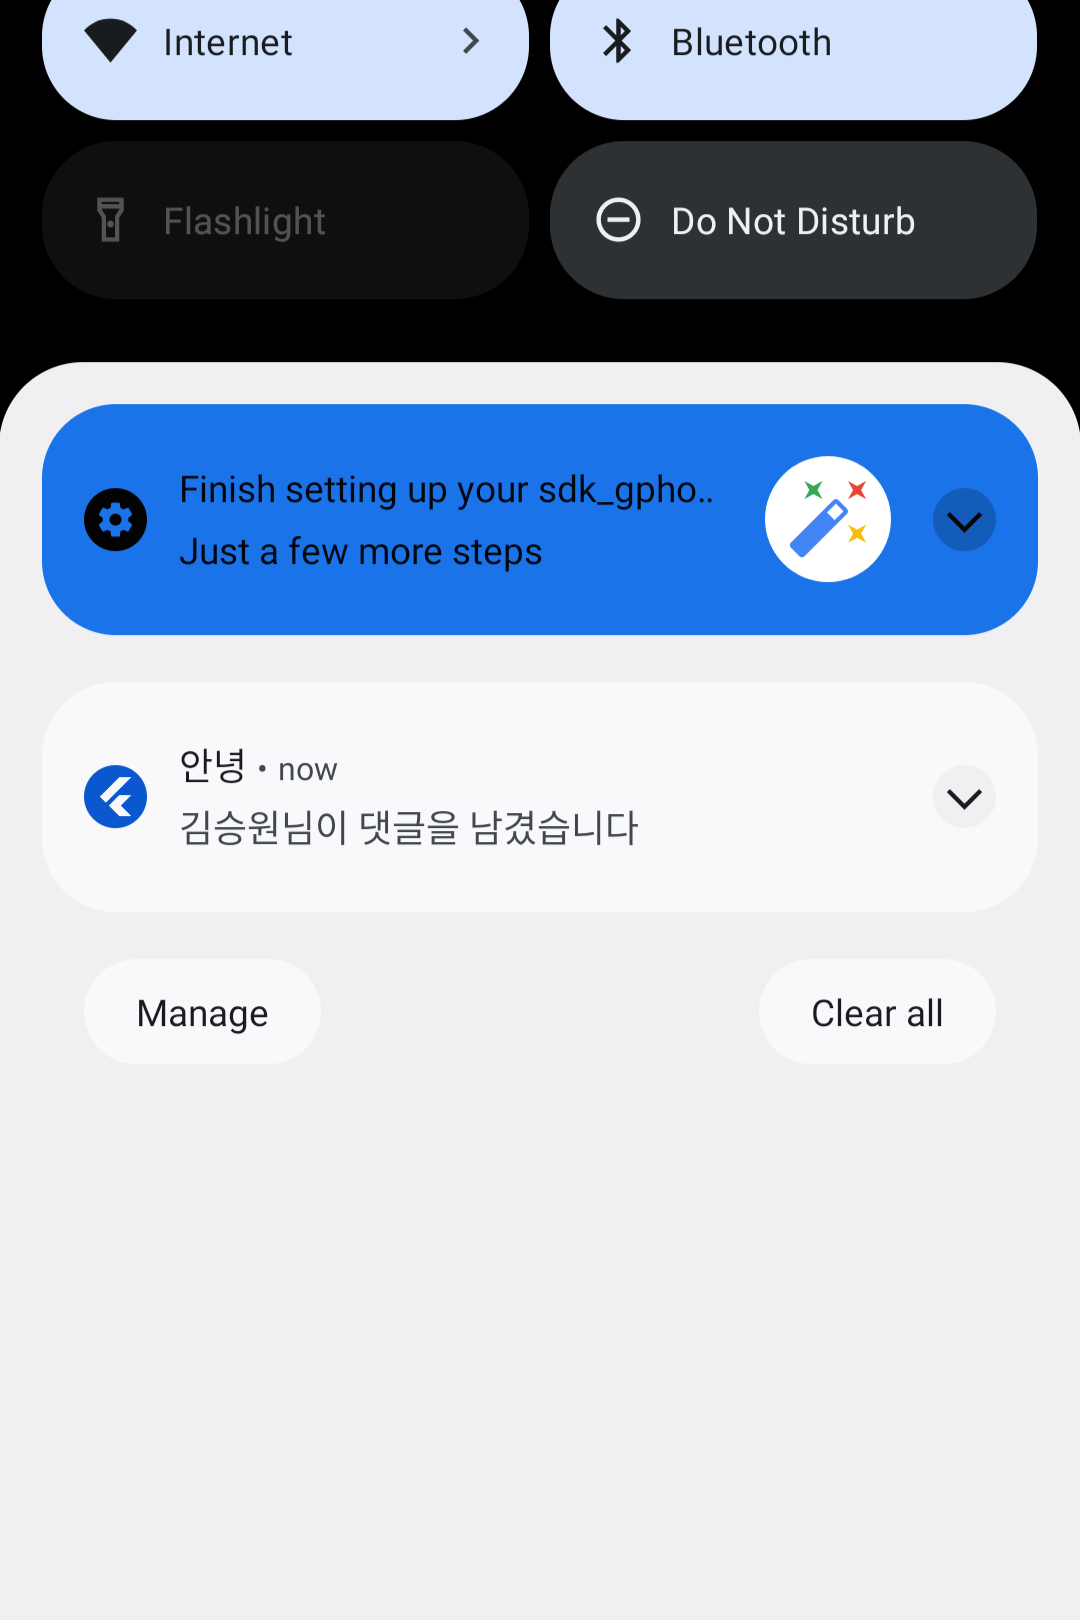 Internet
Bluetooth
Flashlight
Do Not Disturb
Finish setting up your sdk_gpho..
Just a few more steps
안녕 • now
김승원님이 댓글을 남겼습니다
Manage
Clear all